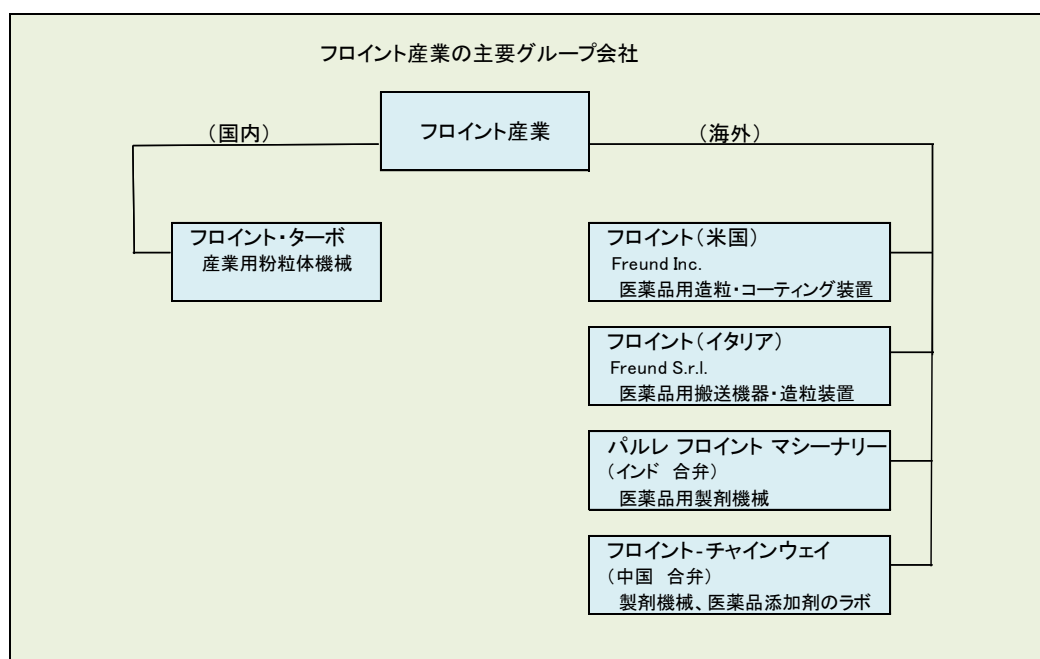 フロイント産業の主要グループ会社
フロイント産業
（国内）
（海外）
フロイント・ターボ
産業用粉粒体機械
フロイント（米国）
Freund Inc.
医薬品用造粒・コーティング装置
フロイント（イタリア）
Freund S.r.l.
医薬品用搬送機器・造粒装置
パルレ フロイント マシーナリー
（インド 合弁）
医薬品用製剤機械
フロイント-チャインウェイ
（中国 合弁）
製剤機械、医薬品添加剤のラボ